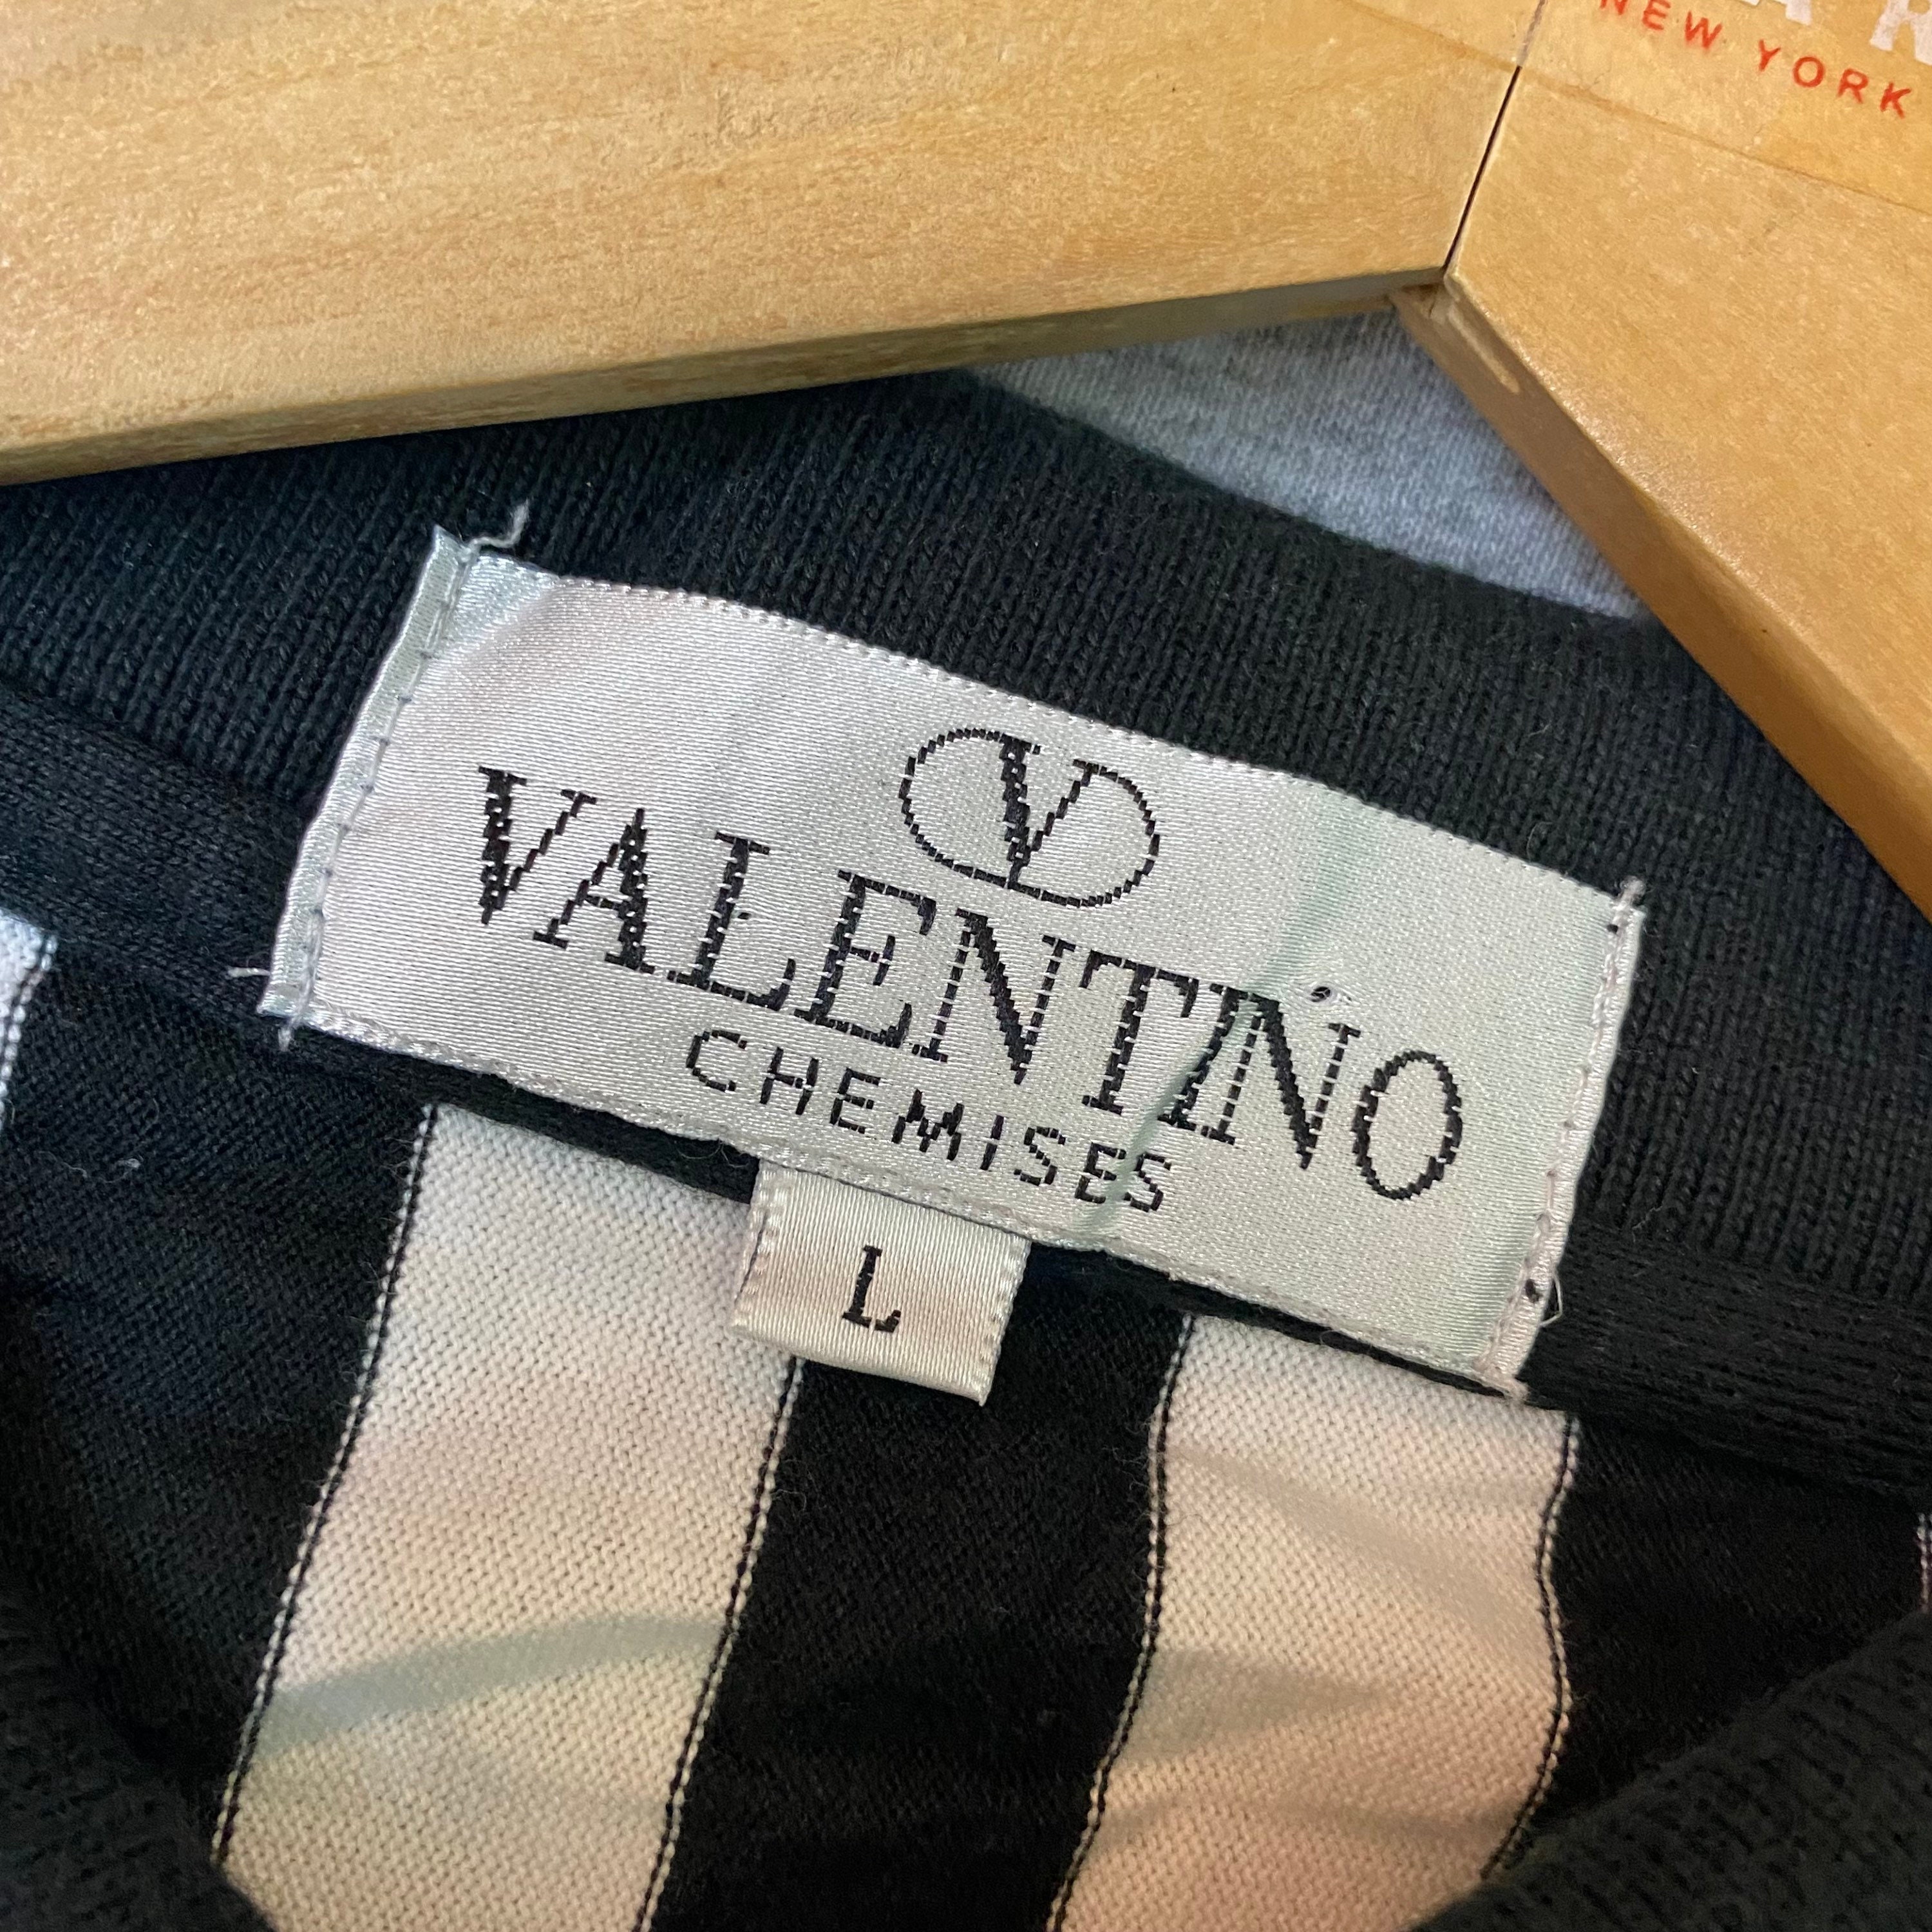 NEW YORK
V
VALENTINO
CHEMISES
L